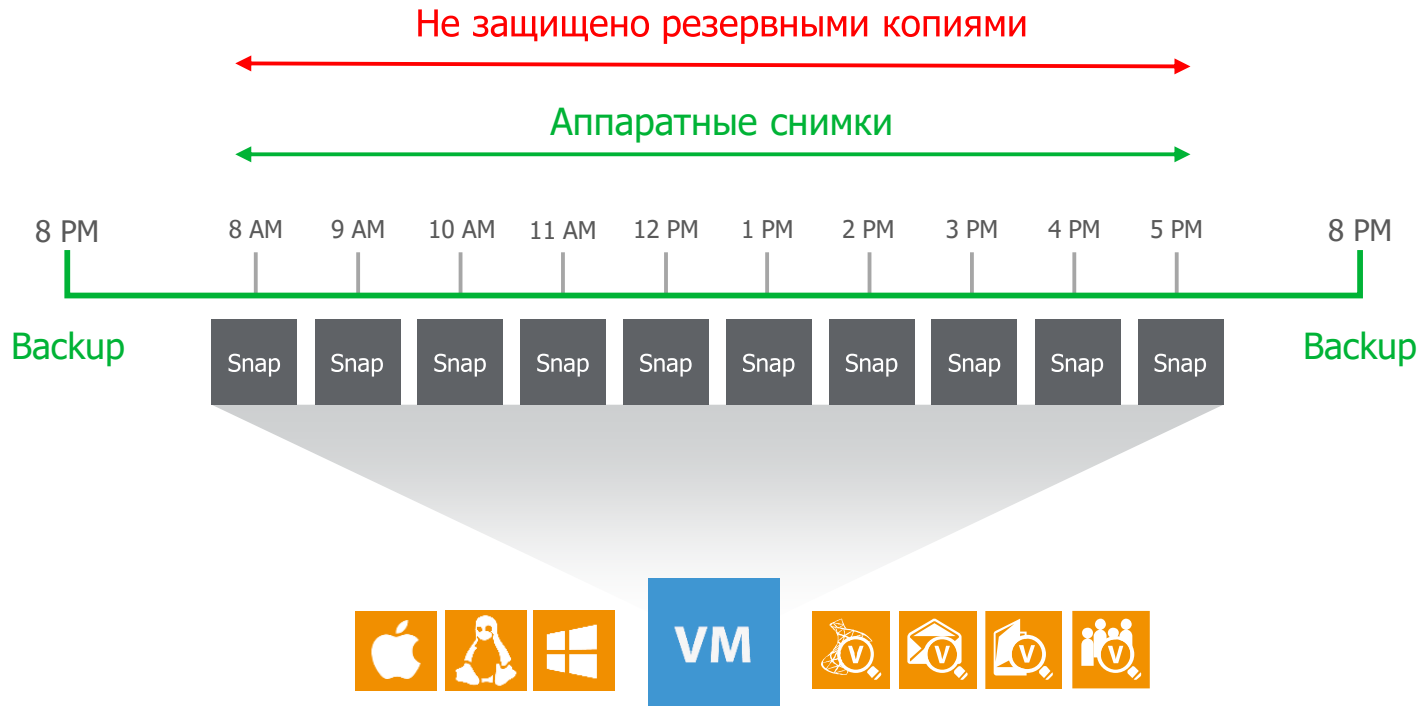 Не защищено резервными копиями
Аппаратные снимки
8 PM 8 AM 9 AM 10 AM 11 AM 12 PM 1 PM 2 PM 3 PM 4 PM 5 PM 8 PM
Backup Snap Snap Snap Snap Snap Snap Snap Snap Snap Snap Backup
VM V V V V